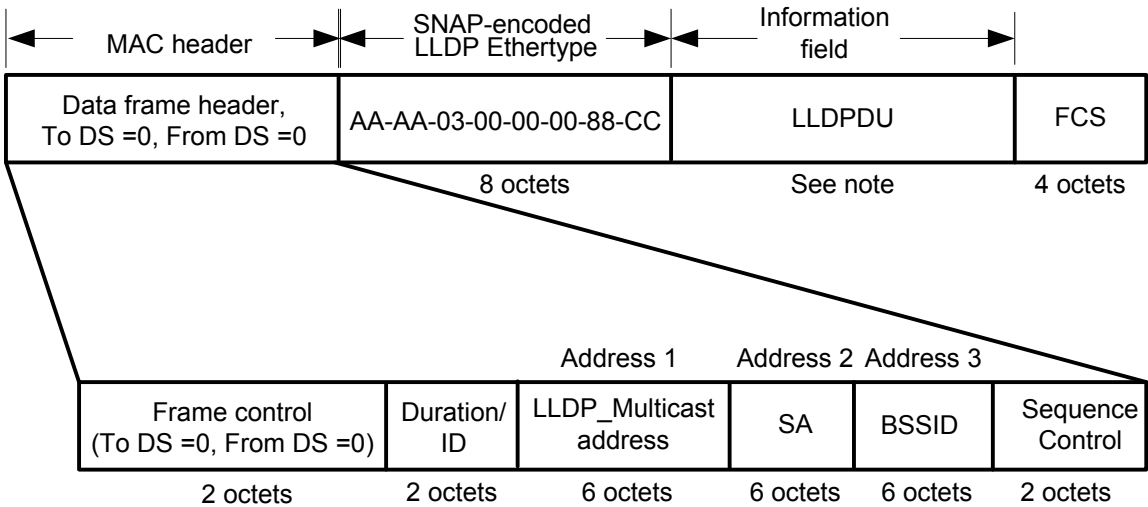 MAC header
SNAP-encoded
LLDP Ethertype
Information
field
Data frame header,
To DS =0, From DS =0
AA-AA-03-00-00-00-88-CC
LLDPDU
FCS
8 octets
See note
4 octets
Address 1
Address 2
Address 3
Frame control
(To DS =0, From DS =0)
Duration/
ID
LLDP_Multicast
address
SA
BSSID
Sequence
Control
2 octets
2 octets
6 octets
6 octets
6 octets
2 octets